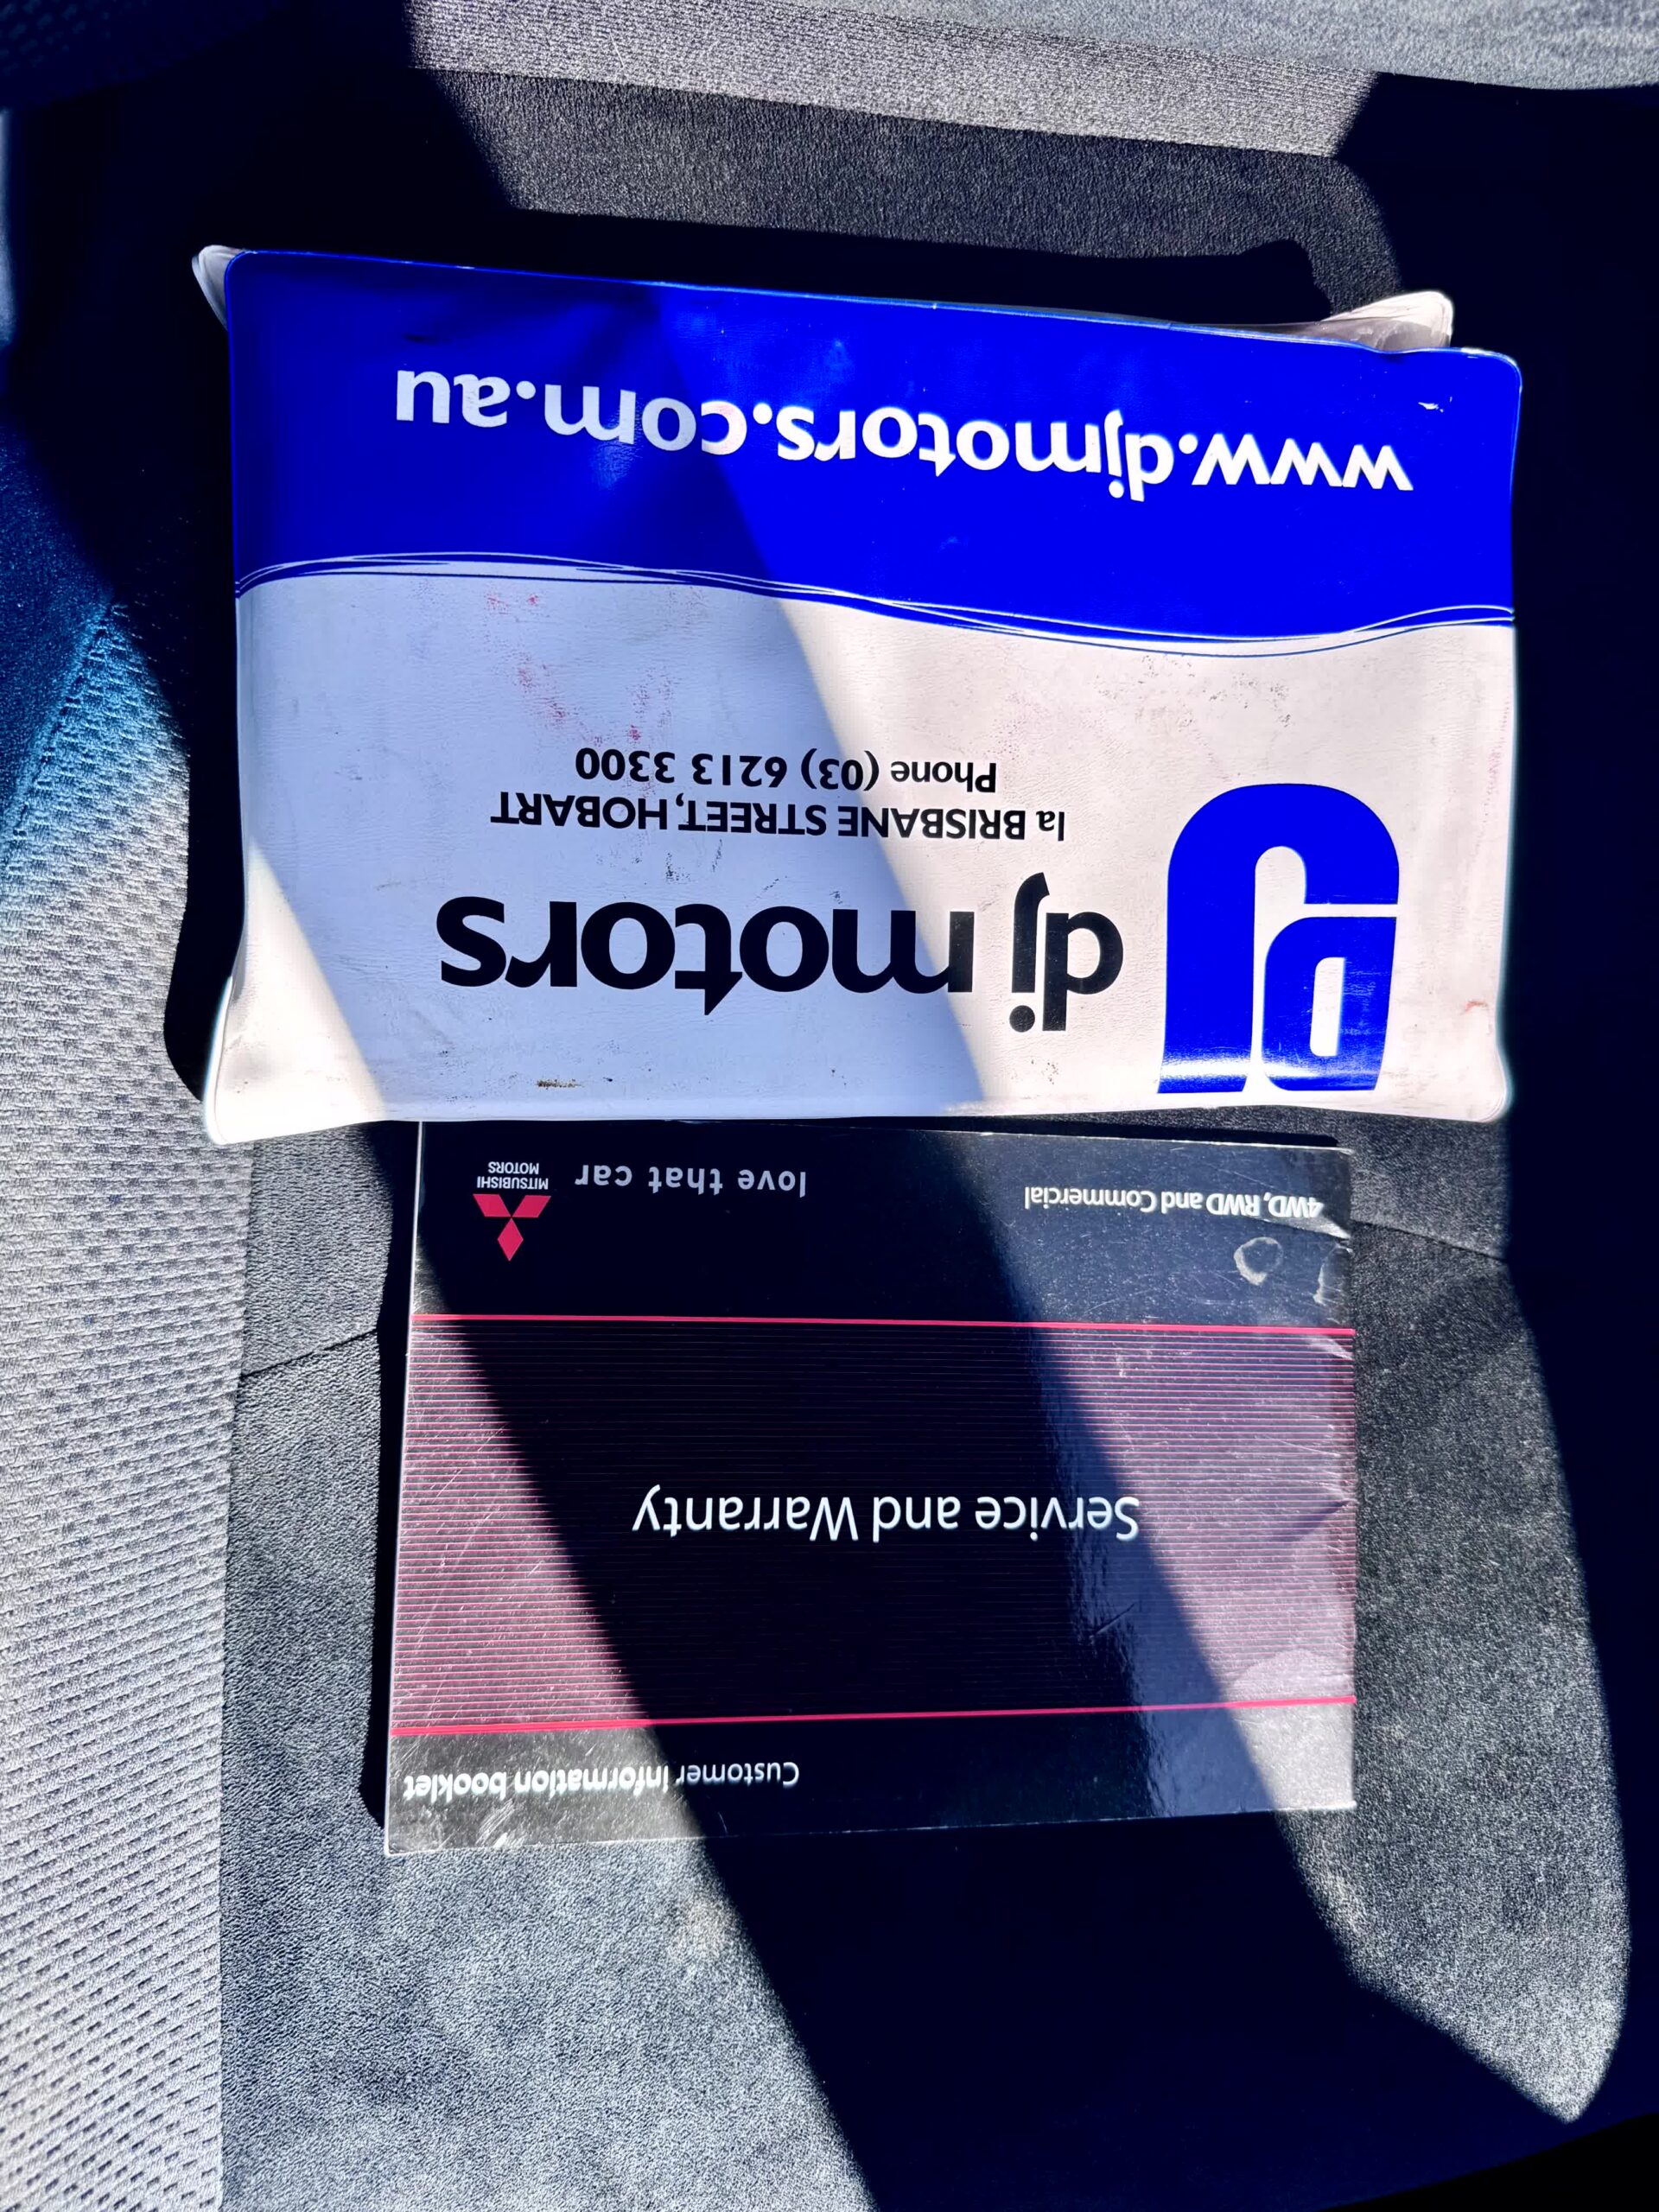 Customer information booklet
Service and Warranty
4WD, RWD and Commercial
love that car
MITSUBISHI
MOTORS
dj motors
1a BRISBANE STREET, HOBART
Phone (03) 6213 3300
www.djmotors.com.au